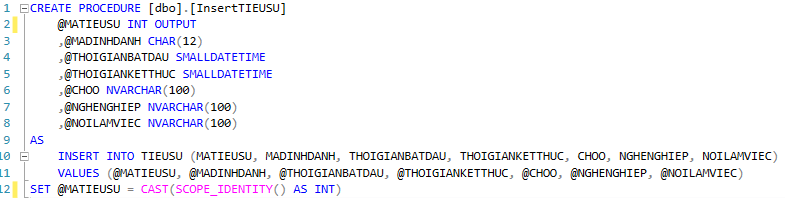 1 CREATE PROCEDURE [dbo].[InsertTIEUSU]
2 @MATIEUSU INT OUTPUT
3 ,@MADINHDANH CHAR(12)
4 ,@THOIGIANBATDAU SMALLDATETIME
5 ,@THOIGIANKETTHUC SMALLDATETIME
6 ,@CHOO NVARCHAR(100)
7 ,@NGHENGHIEP NVARCHAR(100)
8 ,@NOILAMVIEC NVARCHAR(100)
9 AS
10 INSERT INTO TIEUSU (MATIEUSU, MADINHDANH, THOIGIANBATDAU, THOIGIANKETTHUC, CHOO, NGHENGHIEP, NOILAMVIEC)
11 VALUES (@MATIEUSU, @MADINHDANH, @THOIGIANBATDAU, @THOIGIANKETTHUC, @CHOO, @NGHENGHIEP, @NOILAMVIEC)
12 SET @MATIEUSU = CAST(SCOPE_IDENTITY() AS INT)